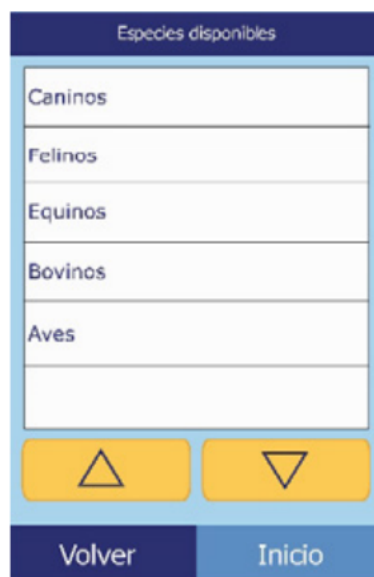 Especies disponibles
Caninos
Felinos
Equinos
Bovinos
Aves
Volver
Inicio